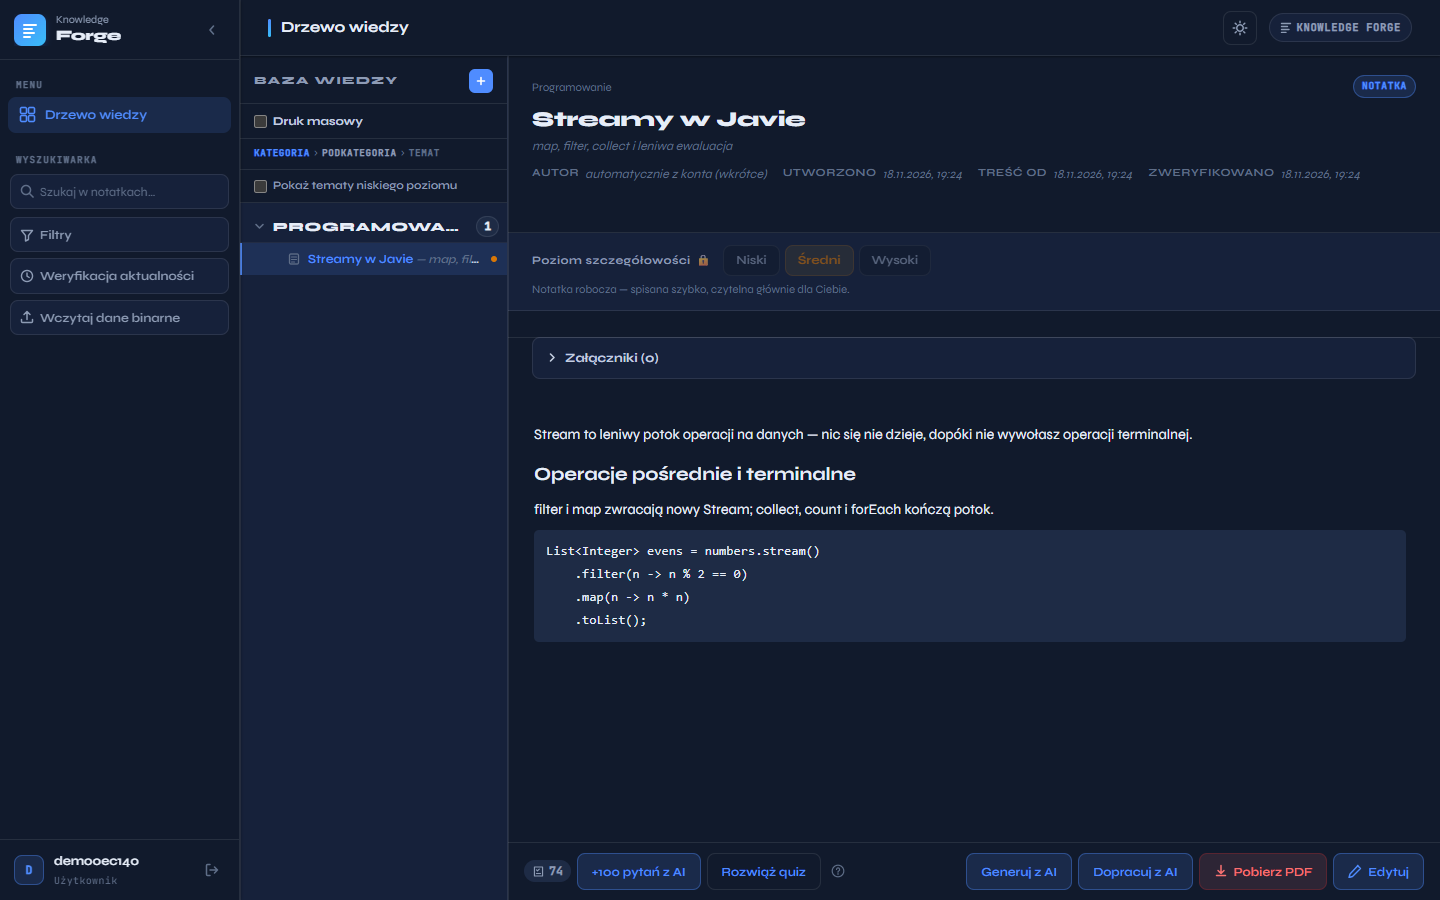 Knowledge
Forge
MENU
Drzewo wiedzy
WYSZUKIWARKA
Szukaj w notatkach...
Filtry
Weryfikacja aktualności
Wczytaj dane binarne
D
demo0ec140
Użytkownik
Drzewo wiedzy
KNOWLEDGE FORGE
BAZA WIEDZY
+
Druk masowy
KATEGORIA › PODKATEGORIA › TEMAT
Pokaż tematy niskiego poziomu
PROGRAMOWA... 1
Streamy w Javie — map, fil...
Programowanie
NOTATKA
Streamy w Javie
map, filter, collect i leniwa ewaluacja
AUTOR automatycznie z konta (wkrótce) UTWORZONO 18.11.2026, 19:24 TREŚĆ OD 18.11.2026, 19:24 ZWERYFIKOWANO 18.11.2026, 19:24
Poziom szczegółowości Niski Średni Wysoki
Notatka robocza — spisana szybko, czytelna głównie dla Ciebie.
Załączniki (0)
Stream to leniwy potok operacji na danych — nic się nie dzieje, dopóki nie wywołasz operacji terminalnej.
Operacje pośrednie i terminalne
filter i map zwracają nowy Stream; collect, count i forEach kończą potok.
List<Integer> evens = numbers.stream()
    .filter(n -> n % 2 == 0)
    .map(n -> n * n)
    .toList();
74 +100 pytań z AI Rozwiąż quiz ? Generuj z AI Dopracuj z AI Pobierz PDF Edytuj